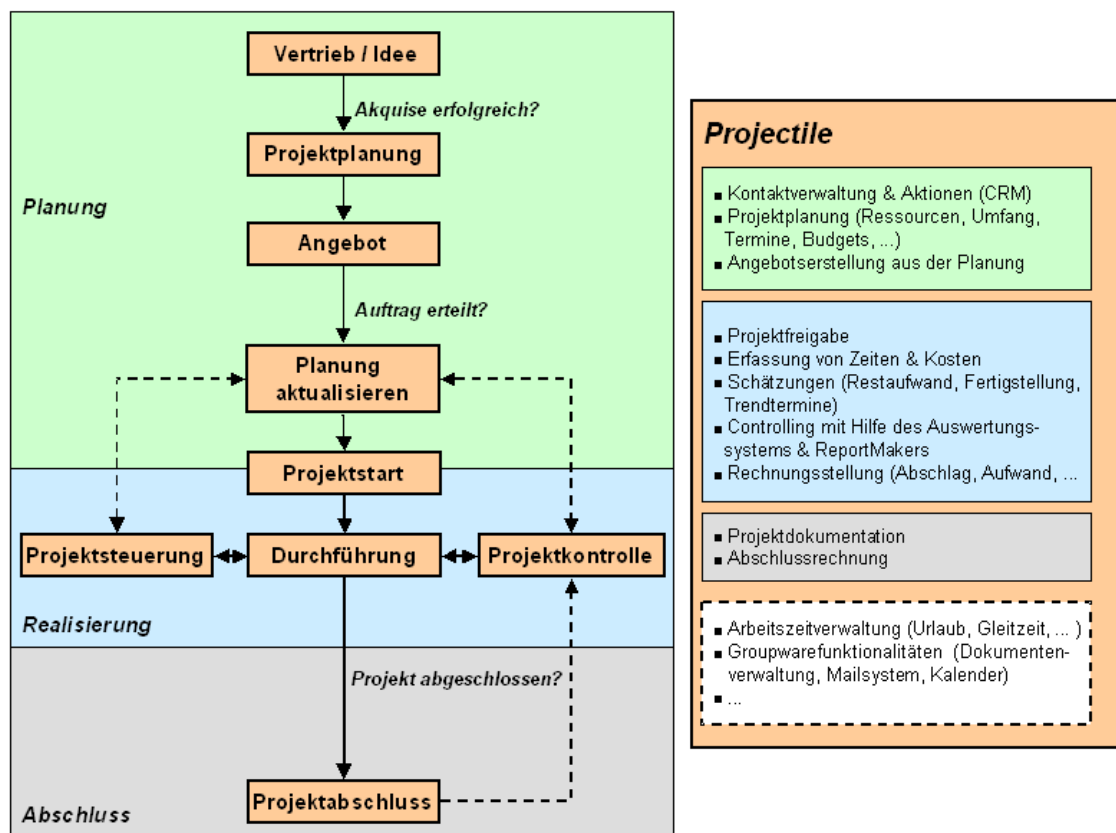 Vertrieb / Idee
Akquise erfolgreich?
Projektplanung
Planung
Angebot
Auftrag erteilt?
Planung
aktualisieren
Projektstart
Projektsteuerung
Durchführung
Projektkontrolle
Realisierung
Projekt abgeschlossen?
Projektabschluss
Abschluss
Projectile
▪ Kontaktverwaltung & Aktionen (CRM)
▪ Projektplanung (Ressourcen, Umfang,
Termine, Budgets, ...)
▪ Angebotserstellung aus der Planung
▪ Projektfreigabe
▪ Erfassung von Zeiten & Kosten
▪ Schätzungen (Restaufwand, Fertigstellung,
Trendtermine)
▪ Controlling mit Hilfe des Auswertungs-
systems & ReportMakers
▪ Rechnungsstellung (Abschlag, Aufwand, ...
▪ Projektdokumentation
▪ Abschlussrechnung
▪ Arbeitszeitverwaltung (Urlaub, Gleitzeit, ... )
▪ Groupwarefunktionalitäten (Dokumenten-
verwaltung, Mailsystem, Kalender)
▪ ...